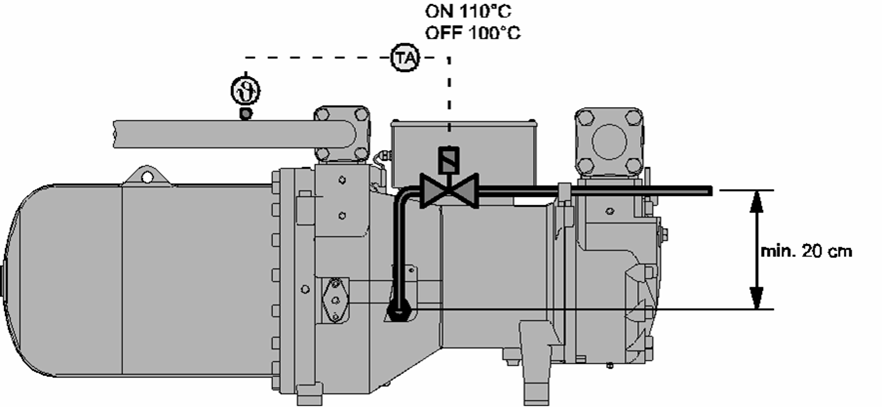 ON 110°C
OFF 100°C
TA
ϑ
min. 20 cm